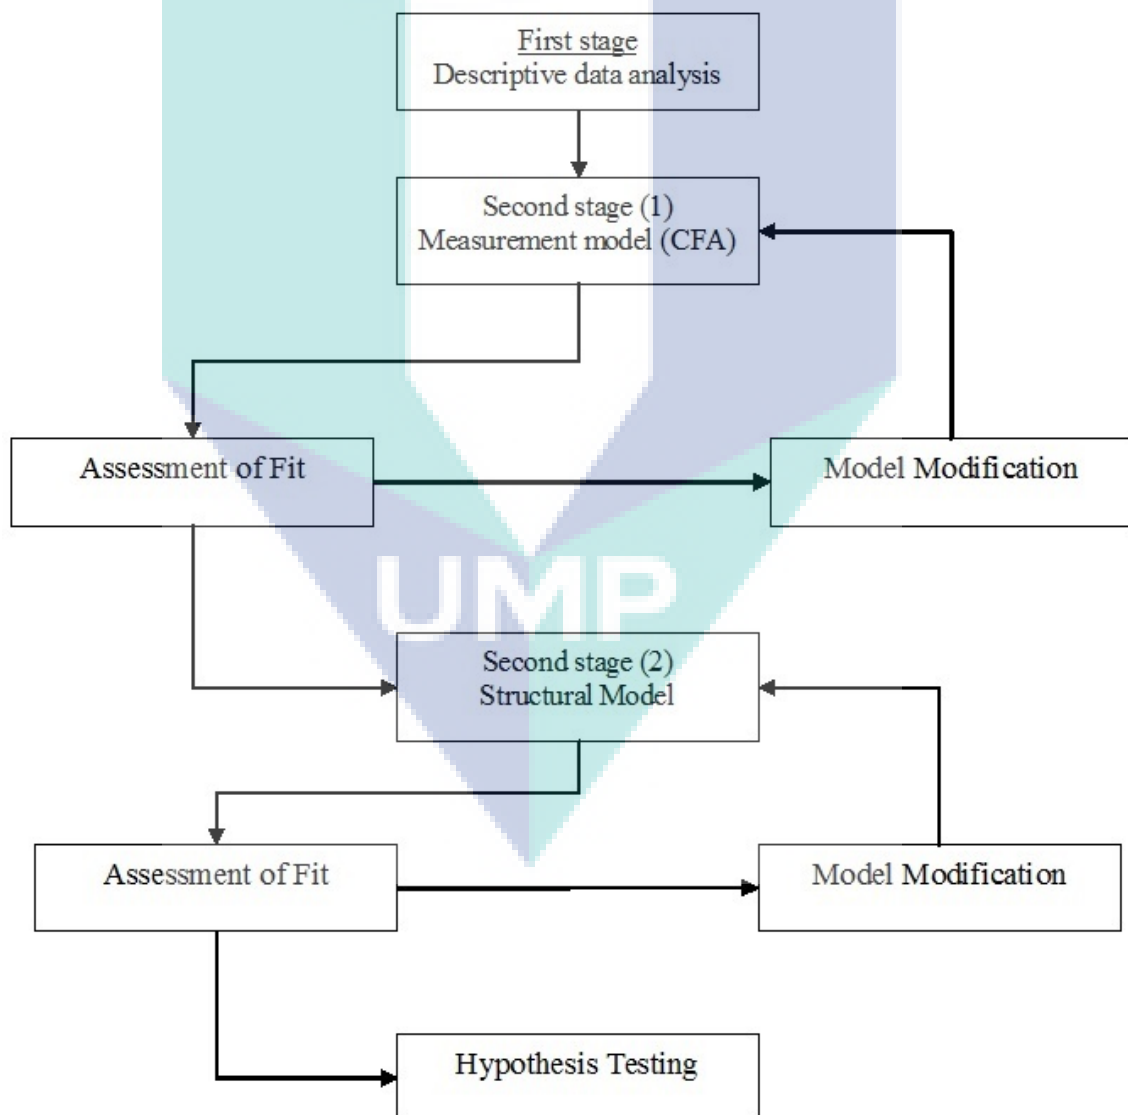 First stage
Descriptive data analysis
Second stage (1)
Measurement model (CFA)
Assessment of Fit
Model Modification
UMP
Second stage (2)
Structural Model
Assessment of Fit
Model Modification
Hypothesis Testing